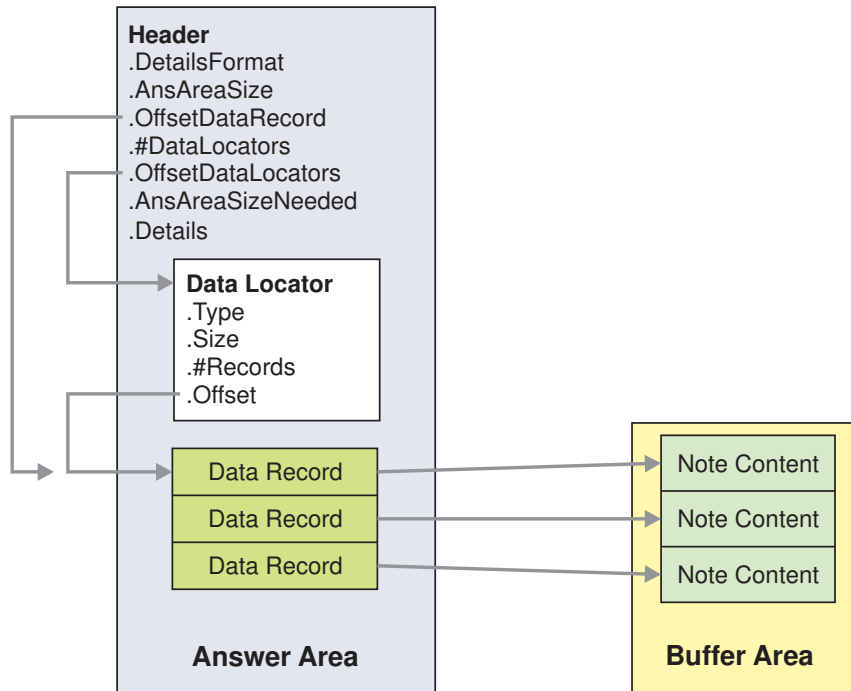 Header
.DetailsFormat
.AnsAreaSize
.OffsetDataRecord
.#DataLocators
.OffsetDataLocators
.AnsAreaSizeNeeded
.Details
Data Locator
.Type
.Size
.#Records
.Offset
Data Record
Data Record
Data Record
Answer Area
Note Content
Note Content
Note Content
Buffer Area